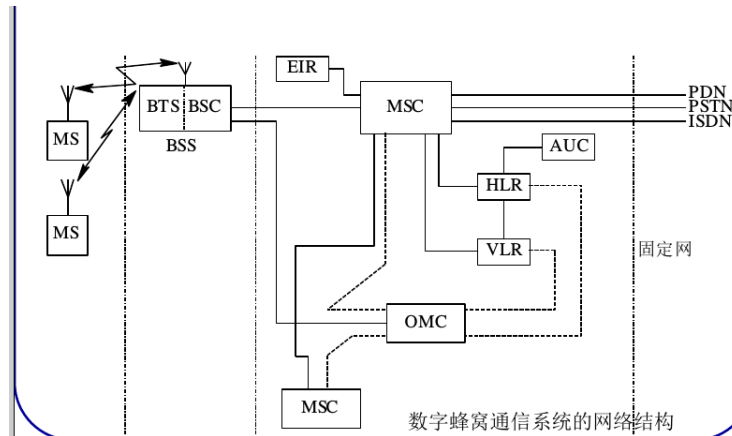 EIR
PDN
BTS BSC
MSC
PSTN
ISDN
MS
BSS
AUC
HLR
MS
VLR
固定网
OMC
MSC
数字蜂窝通信系统的网络结构